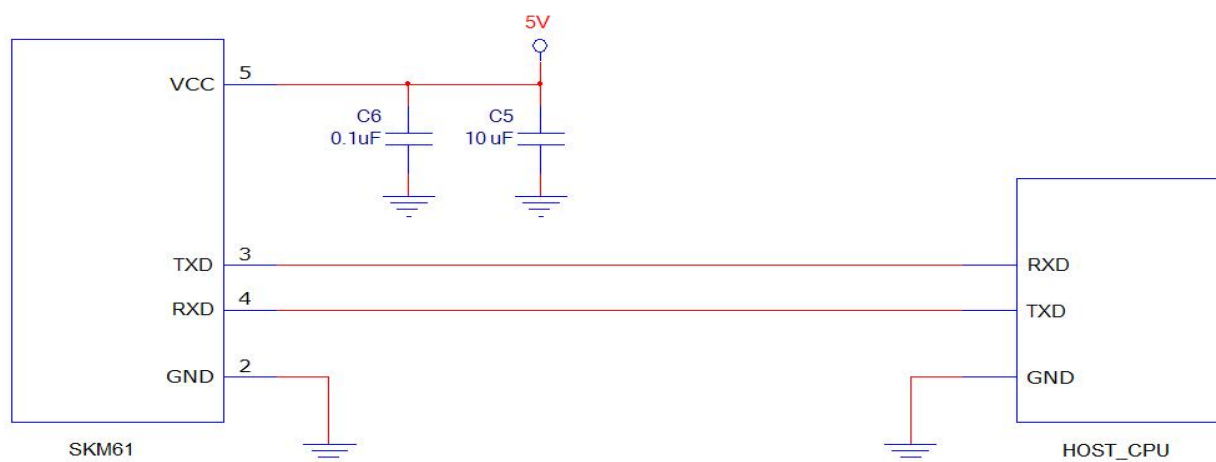 5V
VCC 5
C6
0.1uF
C5
10 uF
TXD 3
RXD
RXD 4
TXD
GND 2
GND
SKM61
HOST_CPU